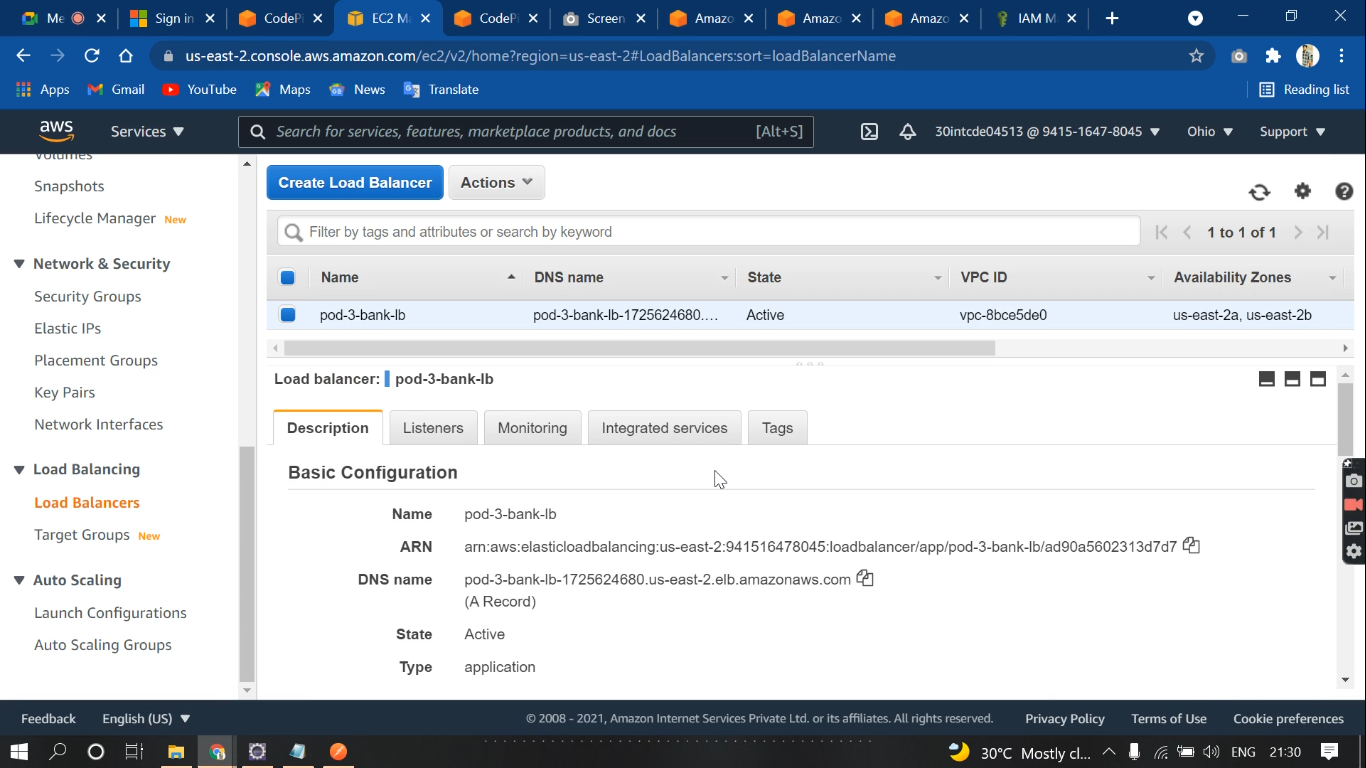 Me
Sign in
CodePi
EC2 M
CodePi
Screen
Amazo
Amazo
Amazo
IAM M
us-east-2.console.aws.amazon.com/ec2/v2/home?region=us-east-2#LoadBalancers:sort=loadBalancerName
Apps
Gmail
YouTube
Maps
News
Translate
Reading list
aws
Services
Search for services, features, marketplace products, and docs
[Alt+S]
30intcde04513 @ 9415-1647-8045
Ohio
Support
Volumes
Snapshots
Lifecycle Manager New
Network & Security
Security Groups
Elastic IPs
Placement Groups
Key Pairs
Network Interfaces
Load Balancing
Load Balancers
Target Groups New
Auto Scaling
Launch Configurations
Auto Scaling Groups
Create Load Balancer
Actions
Filter by tags and attributes or search by keyword
1 to 1 of 1
Name DNS name State VPC ID Availability Zones
pod-3-bank-lb pod-3-bank-lb-1725624680.... Active vpc-8bce5de0 us-east-2a, us-east-2b
Load balancer: pod-3-bank-lb
Description
Listeners
Monitoring
Integrated services
Tags
Basic Configuration
Name pod-3-bank-lb
ARN arn:aws:elasticloadbalancing:us-east-2:941516478045:loadbalancer/app/pod-3-bank-lb/ad90a5602313d7d7
DNS name pod-3-bank-lb-1725624680.us-east-2.elb.amazonaws.com
(A Record)
State Active
Type application
Feedback
English (US)
© 2008 - 2021, Amazon Internet Services Private Ltd. or its affiliates. All rights reserved.
Privacy Policy
Terms of Use
Cookie preferences
30°C Mostly cl...
ENG
21:30